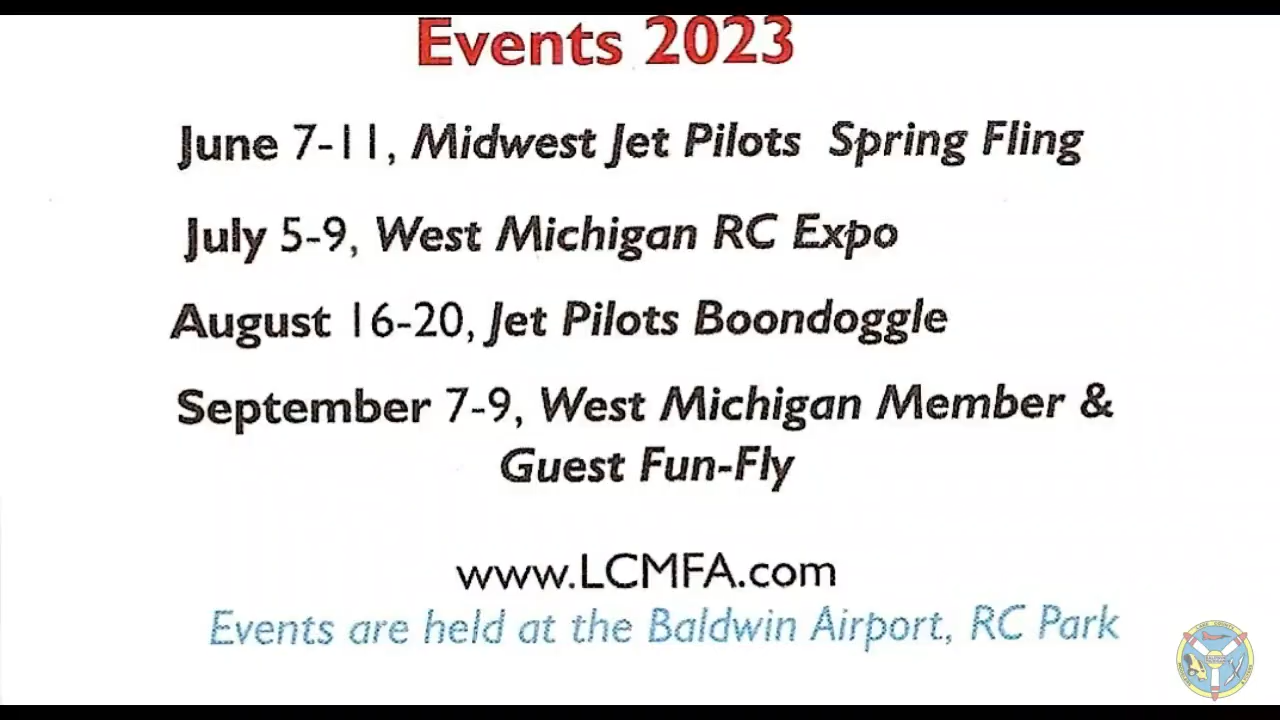 Events 2023
June 7-11, Midwest Jet Pilots Spring Fling
July 5-9, West Michigan RC Expo
August 16-20, Jet Pilots Boondoggle
September 7-9, West Michigan Member &
Guest Fun-Fly
www.LCMFA.com
Events are held at the Baldwin Airport, RC Park